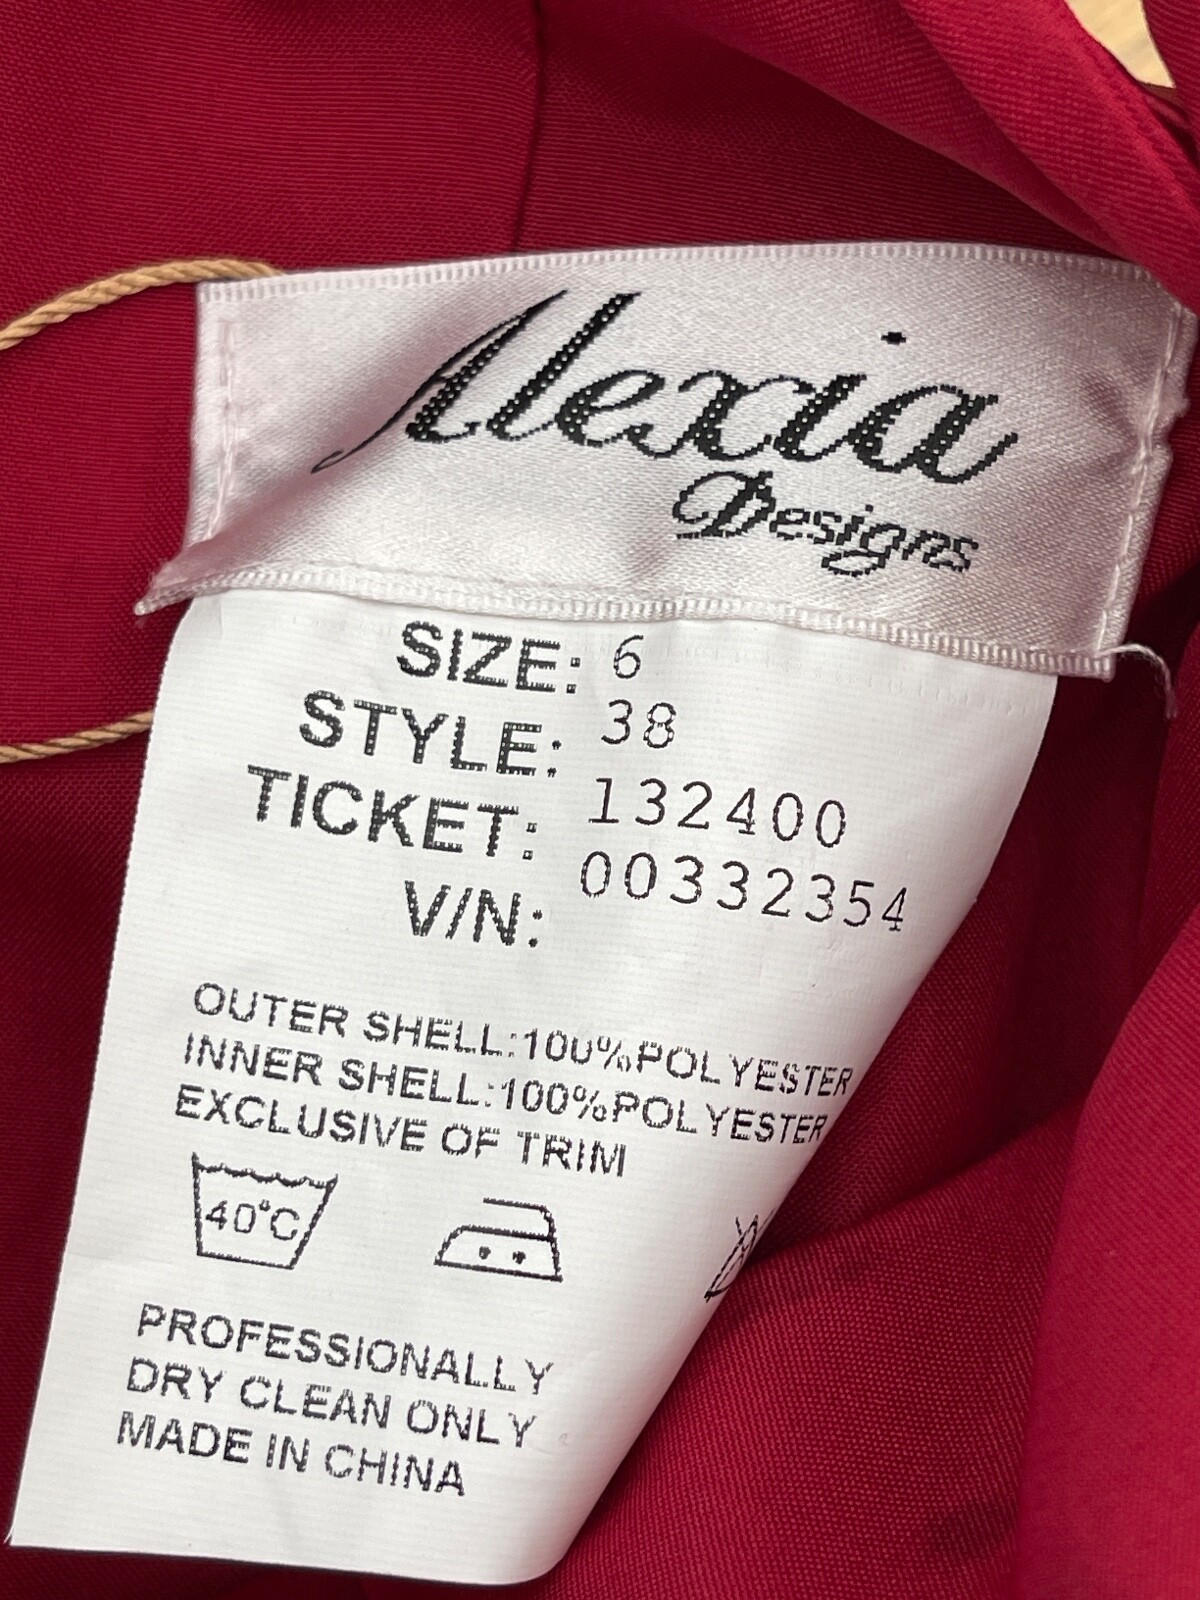 Alexia
Designs
SIZE: 6
STYLE: 38
TICKET: 132400
V/N: 00332354
OUTER SHELL:100%POLYESTER
INNER SHELL:100%POLYESTER
EXCLUSIVE OF TRIM
40°C
PROFESSIONALLY
DRY CLEAN ONLY
MADE IN CHINA